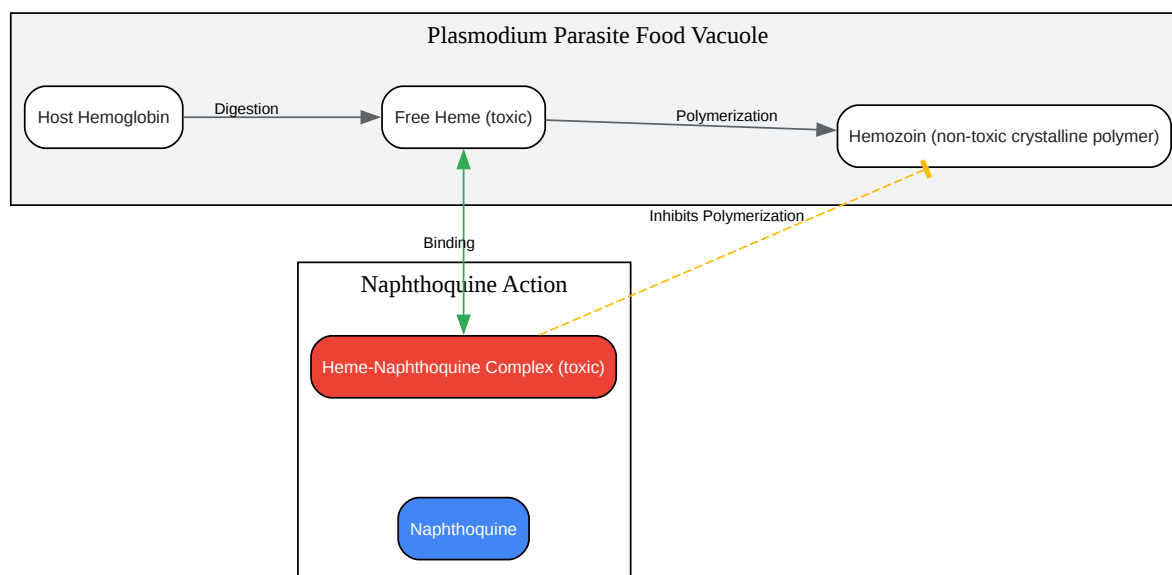 Plasmodium Parasite Food Vacuole
Host Hemoglobin
Digestion
Free Heme (toxic)
Polymerization
Hemozoin (non-toxic crystalline polymer)
Inhibits Polymerization
Binding
Naphthoquine Action
Heme-Naphthoquine Complex (toxic)
Naphthoquine